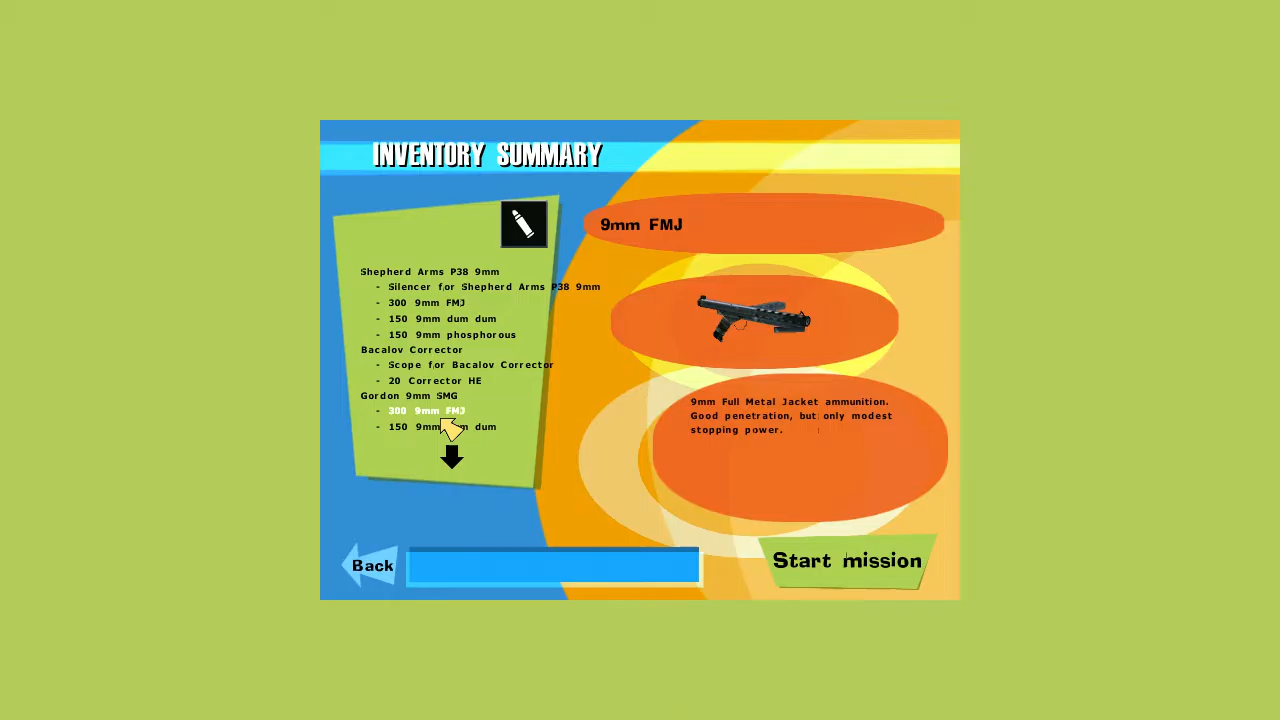 INVENTORY SUMMARY
9mm FMJ
Shepherd Arms P38 9mm
- Silencer for Shepherd Arms P38 9mm
- 300 9mm FMJ
- 150 9mm dum dum
- 150 9mm phosphorous
Bacalov Corrector
- Scope for Bacalov Corrector
- 20 Corrector HE
Gordon 9mm SMG
- 300 9mm FMJ
- 150 9mm dum
9mm Full Metal Jacket ammunition.
Good penetration, but only modest
stopping power.
Back
Start mission